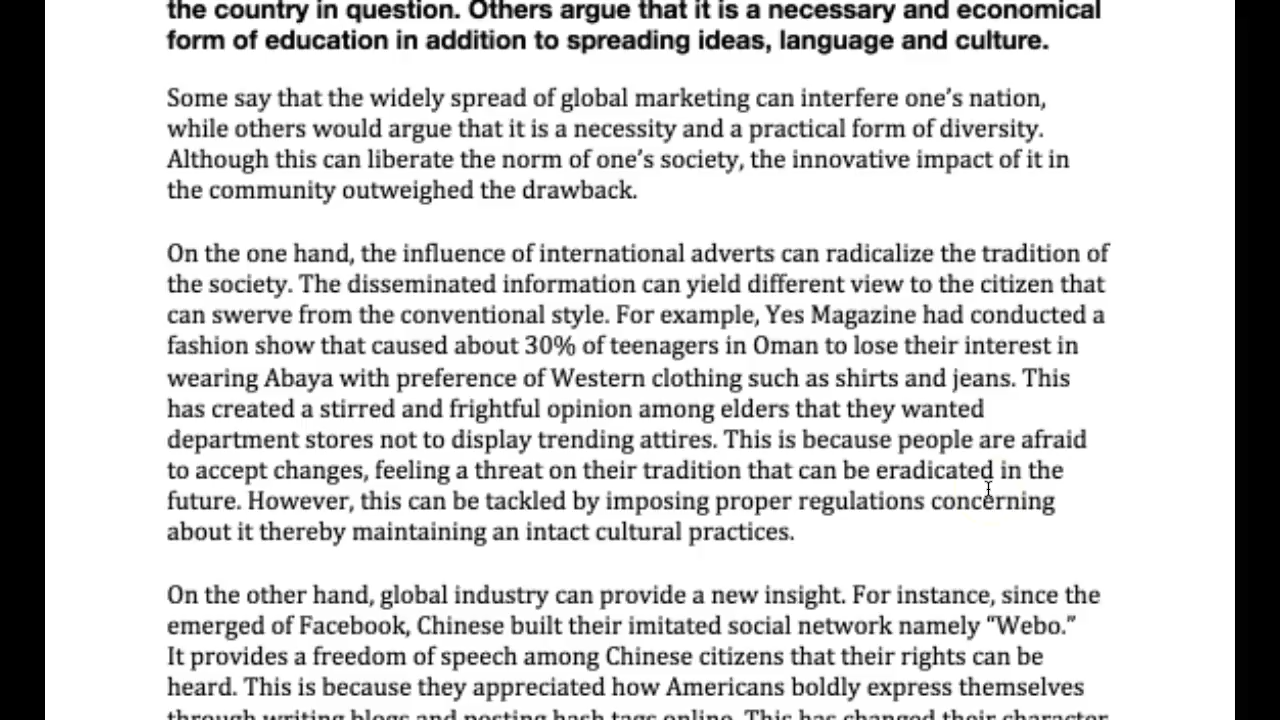 the country in question. Others argue that it is a necessary and economical
form of education in addition to spreading ideas, language and culture.
Some say that the widely spread of global marketing can interfere one's nation,
while others would argue that it is a necessity and a practical form of diversity.
Although this can liberate the norm of one's society, the innovative impact of it in
the community outweighed the drawback.
On the one hand, the influence of international adverts can radicalize the tradition of
the society. The disseminated information can yield different view to the citizen that
can swerve from the conventional style. For example, Yes Magazine had conducted a
fashion show that caused about 30% of teenagers in Oman to lose their interest in
wearing Abaya with preference of Western clothing such as shirts and jeans. This
has created a stirred and frightful opinion among elders that they wanted
department stores not to display trending attires. This is because people are afraid
to accept changes, feeling a threat on their tradition that can be eradicated in the
future. However, this can be tackled by imposing proper regulations concerning
about it thereby maintaining an intact cultural practices.
On the other hand, global industry can provide a new insight. For instance, since the
emerged of Facebook, Chinese built their imitated social network namely “Webo.”
It provides a freedom of speech among Chinese citizens that their rights can be
heard. This is because they appreciated how Americans boldly express themselves
through writing blogs and posting hash tags online. This has changed their character